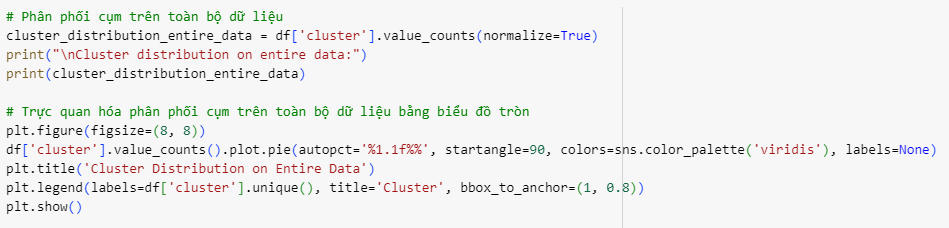 # Phân phối cụm trên toàn bộ dữ liệu
cluster_distribution_entire_data = df['cluster'].value_counts(normalize=True)
print("\nCluster distribution on entire data:")
print(cluster_distribution_entire_data)
# Trực quan hóa phân phối cụm trên toàn bộ dữ liệu bằng biểu đồ tròn
plt.figure(figsize=(8, 8))
df['cluster'].value_counts().plot.pie(autopct='%1.1f%%', startangle=90, colors=sns.color_palette('viridis'), labels=None)
plt.title('Cluster Distribution on Entire Data')
plt.legend(labels=df['cluster'].unique(), title='Cluster', bbox_to_anchor=(1, 0.8))
plt.show()